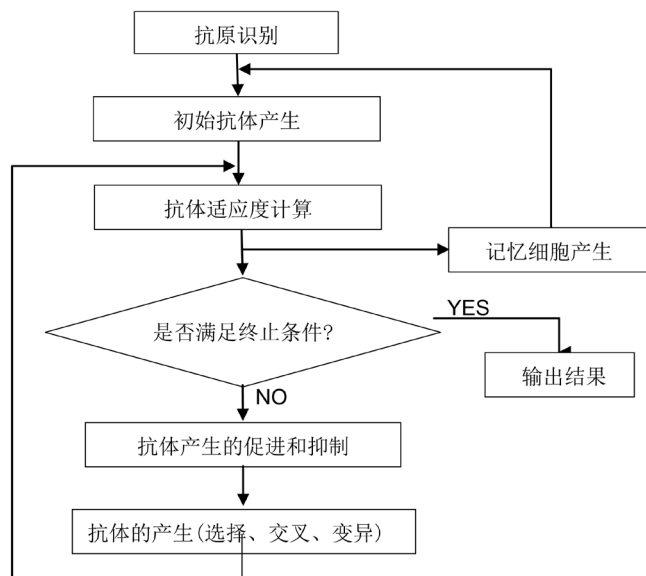 抗原识别
初始抗体产生
抗体适应度计算
记忆细胞产生
是否满足终止条件?
YES
输出结果
NO
抗体产生的促进和抑制
抗体的产生(选择、交叉、变异)